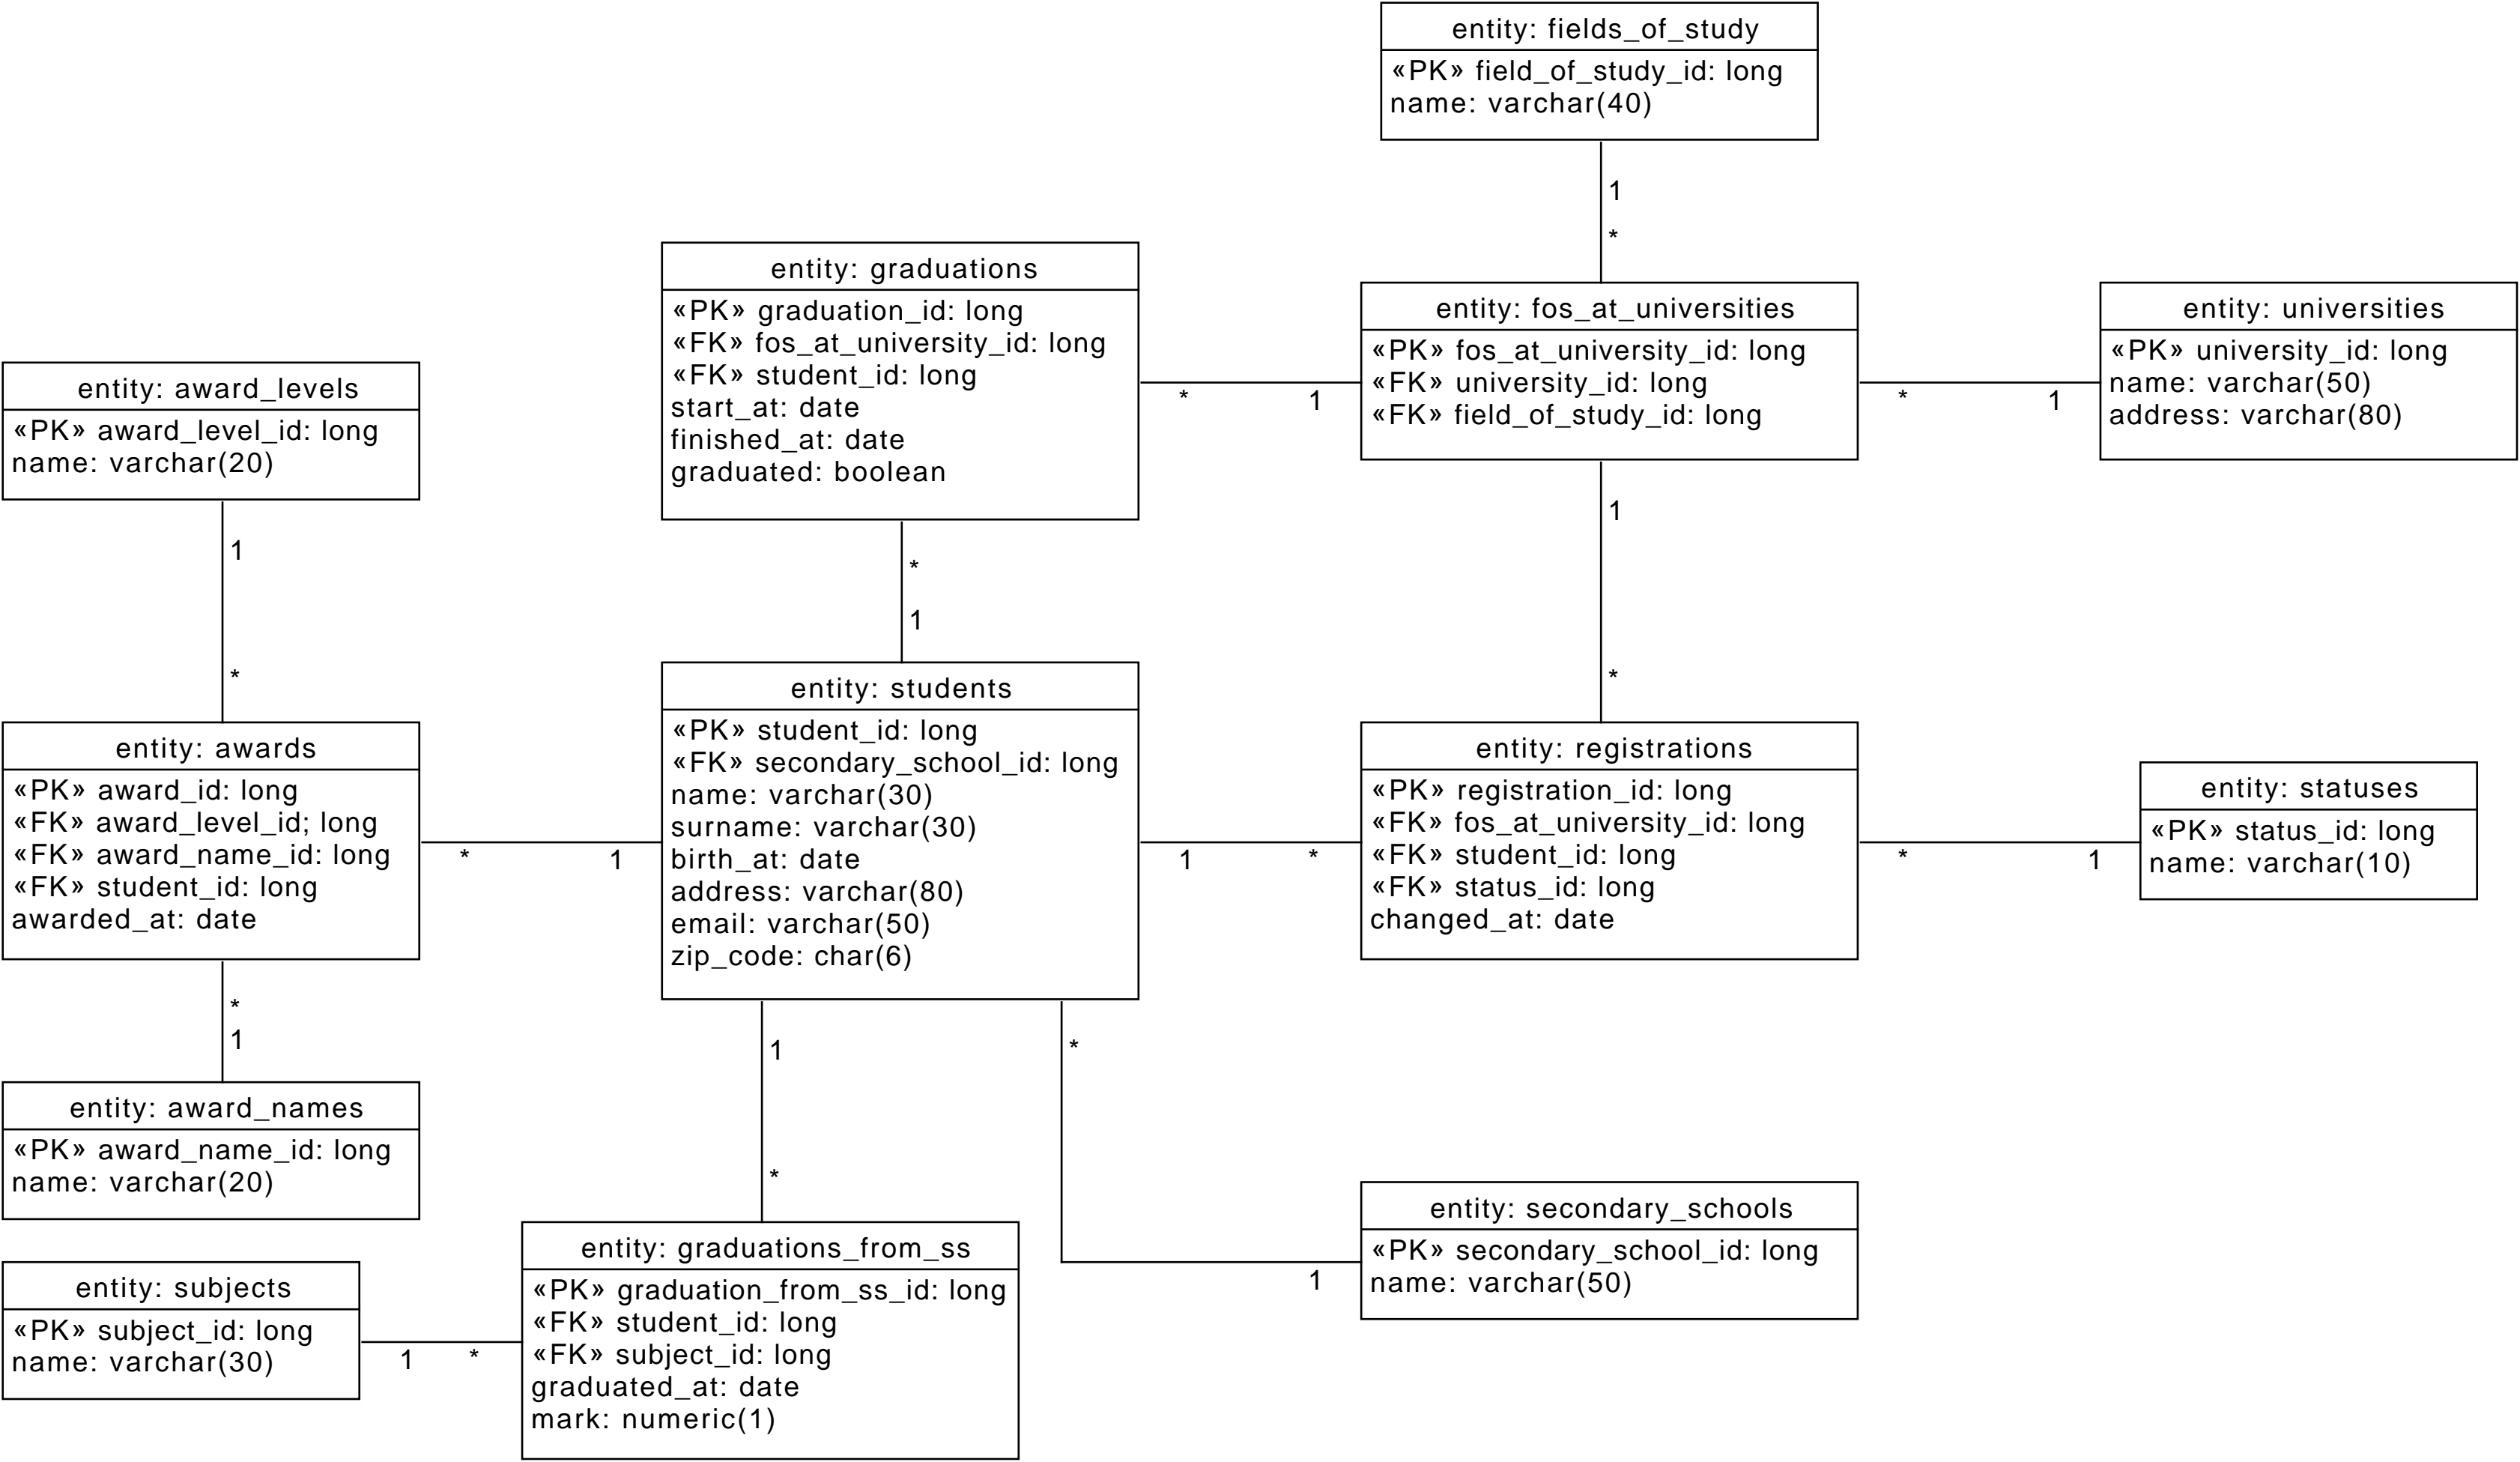 entity: fields_of_study
«PK» field_of_study_id: long
name: varchar(40)
1
*
entity: graduations
«PK» graduation_id: long
«FK» fos_at_university_id: long
«FK» student_id: long
start_at: date
finished_at: date
graduated: boolean
* 1
entity: fos_at_universities
«PK» fos_at_university_id: long
«FK» university_id: long
«FK» field_of_study_id: long
* 1
entity: universities
«PK» university_id: long
name: varchar(50)
address: varchar(80)
entity: award_levels
«PK» award_level_id: long
name: varchar(20)
1
*
*
1
1
*
entity: awards
«PK» award_id: long
«FK» award_level_id; long
«FK» award_name_id: long
«FK» student_id: long
awarded_at: date
* 1
entity: students
«PK» student_id: long
«FK» secondary_school_id: long
name: varchar(30)
surname: varchar(30)
birth_at: date
address: varchar(80)
email: varchar(50)
zip_code: char(6)
1 *
entity: registrations
«PK» registration_id: long
«FK» fos_at_university_id: long
«FK» student_id: long
«FK» status_id: long
changed_at: date
* 1
entity: statuses
«PK» status_id: long
name: varchar(10)
*
1
1
*
*
1
entity: award_names
«PK» award_name_id: long
name: varchar(20)
entity: secondary_schools
«PK» secondary_school_id: long
name: varchar(50)
entity: subjects
«PK» subject_id: long
name: varchar(30)
1 *
entity: graduations_from_ss
«PK» graduation_from_ss_id: long
«FK» student_id: long
«FK» subject_id: long
graduated_at: date
mark: numeric(1)